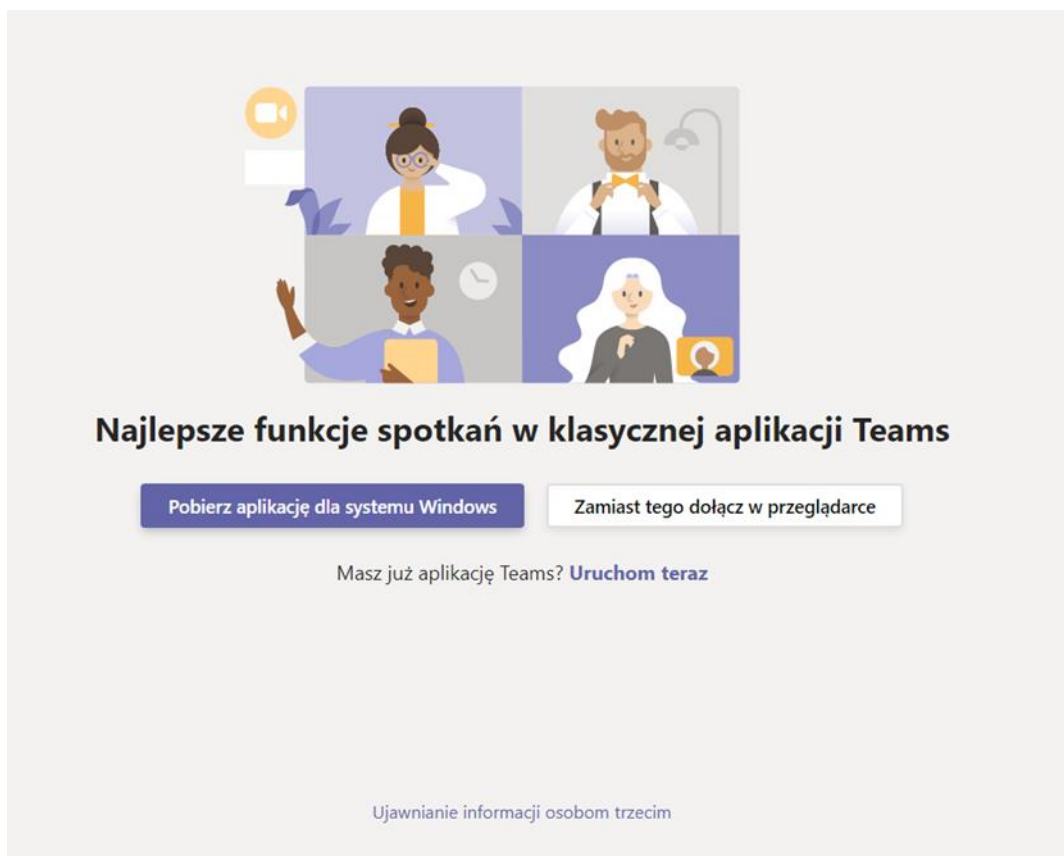 Najlepsze funkcje spotkań w klasycznej aplikacji Teams
Pobierz aplikację dla systemu Windows
Zamiast tego dołącz w przeglądarce
Masz już aplikację Teams? Uruchom teraz
Ujawnianie informacji osobom trzecim